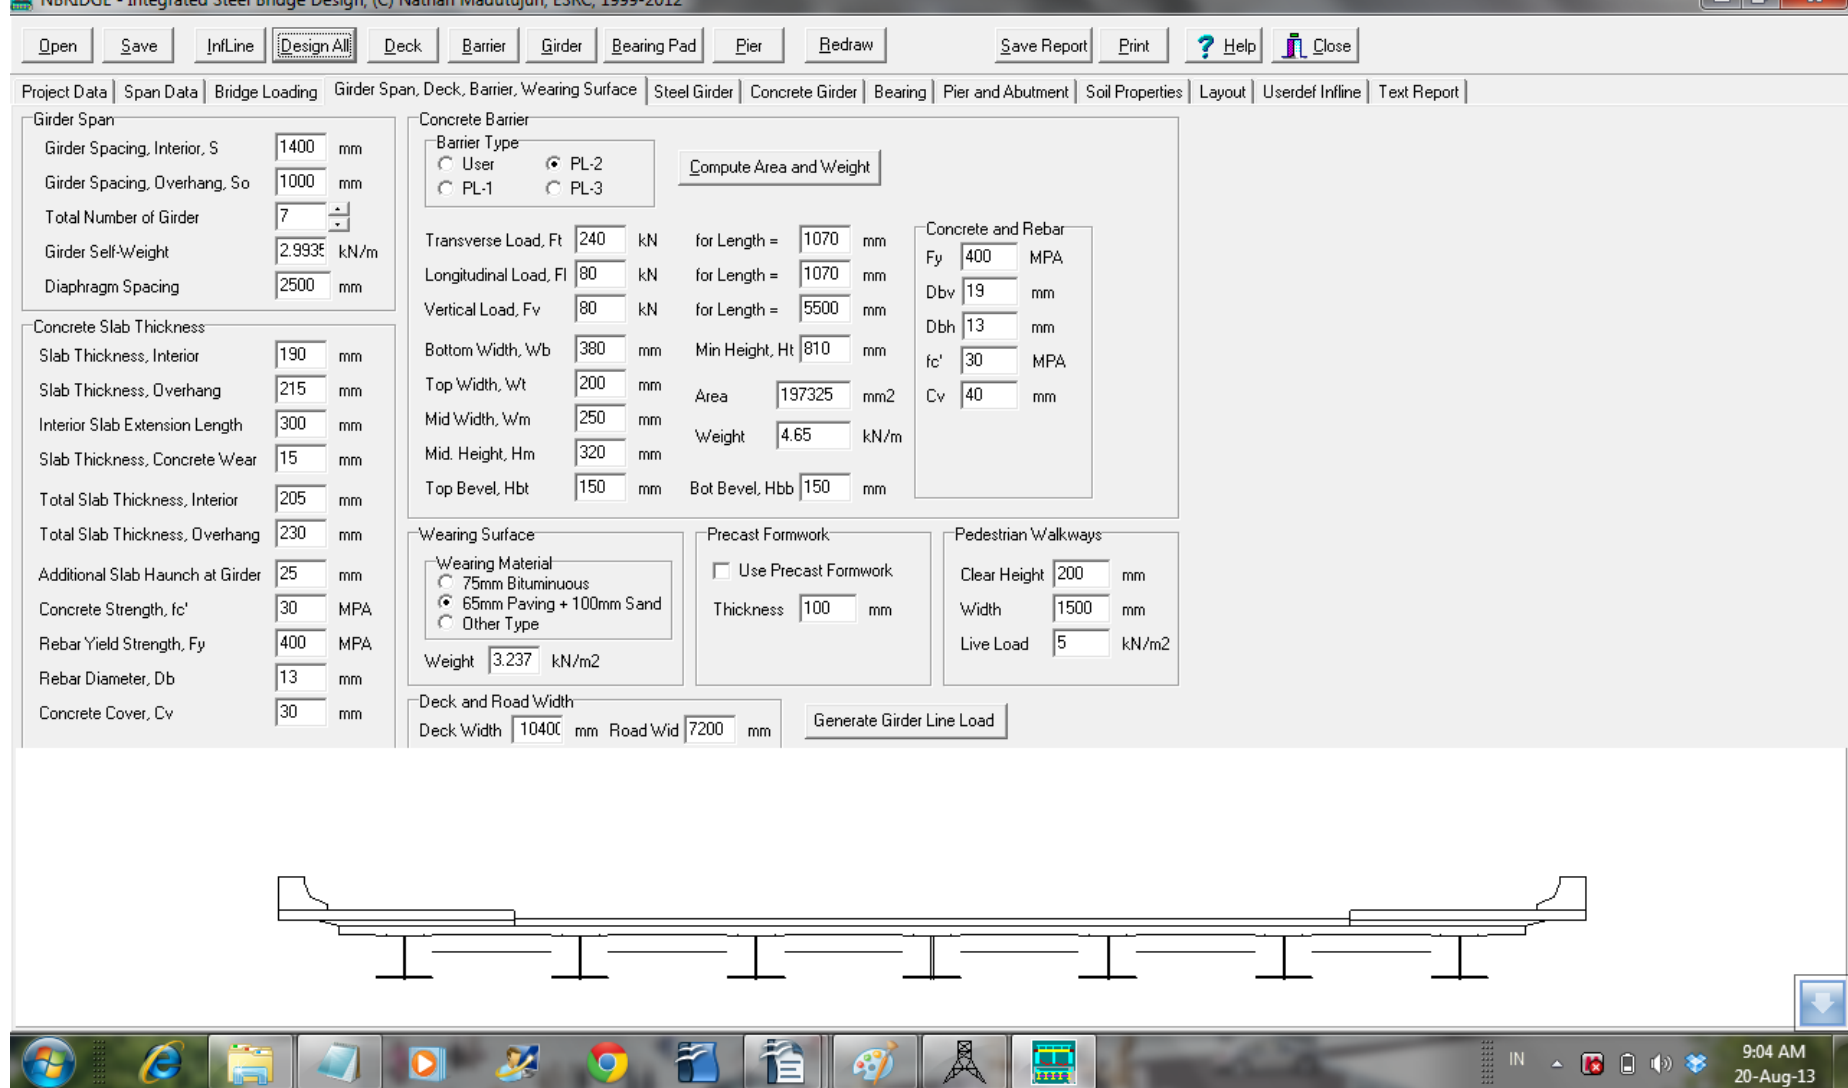 NBRIDGE - Integrated Steel Bridge Design, (C) Nathan Madutujuh, ESRC, 1999-2012
Open Save InfLine Design All Deck Barrier Girder Bearing Pad Pier Redraw Save Report Print ? Help Close
Project Data Span Data Bridge Loading Girder Span, Deck, Barrier, Wearing Surface Steel Girder Concrete Girder Bearing Pier and Abutment Soil Properties Layout Userdef Infline Text Report
Girder Span
Girder Spacing, Interior, S 1400 mm
Girder Spacing, Overhang, So 1000 mm
Total Number of Girder 7
Girder Self-Weight 2.9935 kN/m
Diaphragm Spacing 2500 mm
Concrete Slab Thickness
Slab Thickness, Interior 190 mm
Slab Thickness, Overhang 215 mm
Interior Slab Extension Length 300 mm
Slab Thickness, Concrete Wear 15 mm
Total Slab Thickness, Interior 205 mm
Total Slab Thickness, Overhang 230 mm
Additional Slab Haunch at Girder 25 mm
Concrete Strength, fc' 30 MPA
Rebar Yield Strength, Fy 400 MPA
Rebar Diameter, Db 13 mm
Concrete Cover, Cv 30 mm
Concrete Barrier
Barrier Type
User PL-2
PL-1 PL-3
Compute Area and Weight
Transverse Load, Ft 240 kN for Length = 1070 mm
Longitudinal Load, Fl 80 kN for Length = 1070 mm
Vertical Load, Fv 80 kN for Length = 5500 mm
Bottom Width, Wb 380 mm Min Height, Ht 810 mm
Top Width, Wt 200 mm Area 197325 mm2
Mid Width, Wm 250 mm Weight 4.65 kN/m
Mid. Height, Hm 320 mm
Top Bevel, Hbt 150 mm Bot Bevel, Hbb 150 mm
Concrete and Rebar
Fy 400 MPA
Dbv 19 mm
Dbh 13 mm
fc' 30 MPA
Cv 40 mm
Wearing Surface
Wearing Material
75mm Bituminuous
65mm Paving + 100mm Sand
Other Type
Weight 3.237 kN/m2
Precast Formwork
Use Precast Formwork
Thickness 100 mm
Pedestrian Walkways
Clear Height 200 mm
Width 1500 mm
Live Load 5 kN/m2
Deck and Road Width
Deck Width 10400 mm Road Wid 7200 mm
Generate Girder Line Load
IN
9:04 AM
20-Aug-13